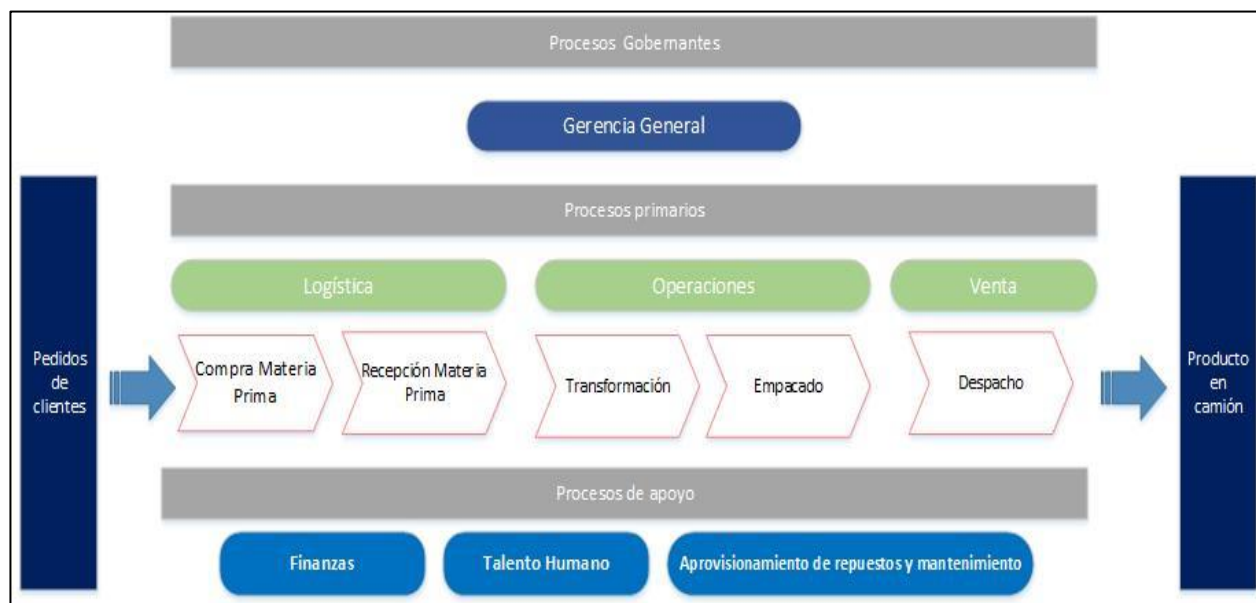 Procesos Gobernantes
Gerencia General
Procesos primarios
Logística
Operaciones
Venta
Pedidos
de
clientes
Compra Materia
Prima
Recepción Materia
Prima
Transformación
Empacado
Despacho
Producto
en
camión
Procesos de apoyo
Finanzas
Talento Humano
Aprovisionamiento de repuestos y mantenimiento